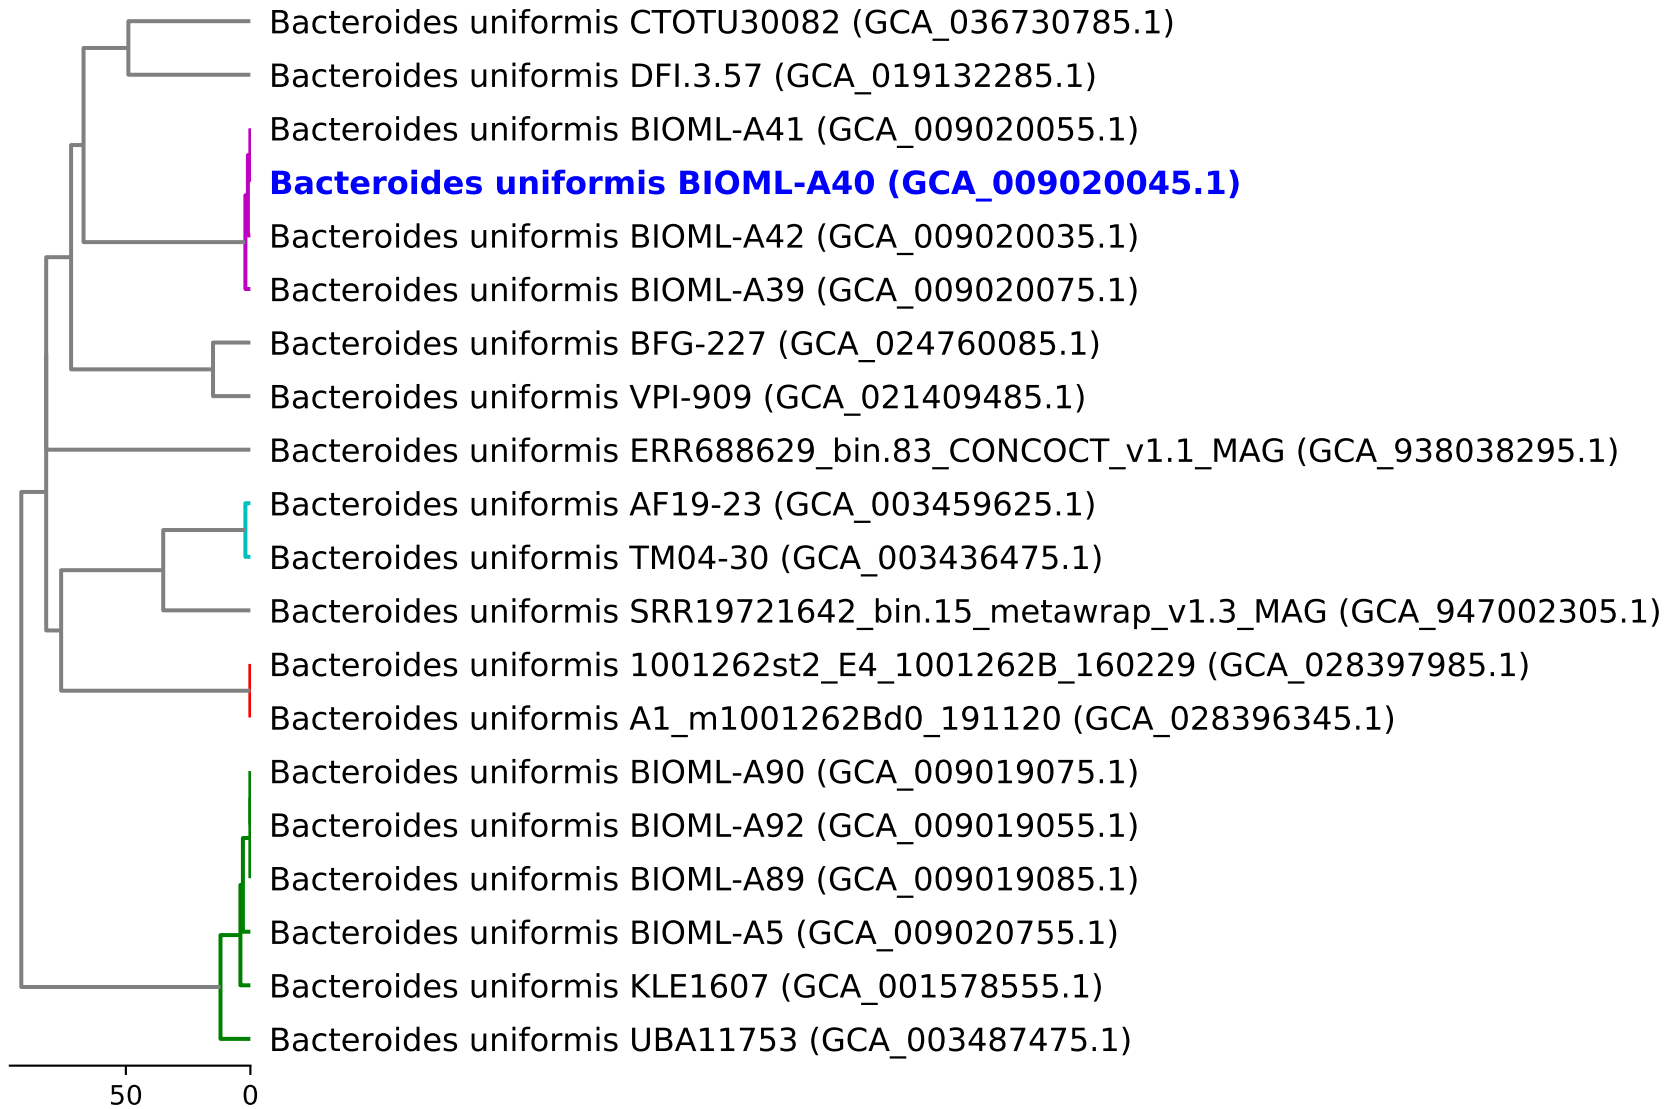 Bacteroides uniformis CTOTU30082 (GCA_036730785.1)
Bacteroides uniformis DFI.3.57 (GCA_019132285.1)
Bacteroides uniformis BIOML-A41 (GCA_009020055.1)
Bacteroides uniformis BIOML-A40 (GCA_009020045.1)
Bacteroides uniformis BIOML-A42 (GCA_009020035.1)
Bacteroides uniformis BIOML-A39 (GCA_009020075.1)
Bacteroides uniformis BFG-227 (GCA_024760085.1)
Bacteroides uniformis VPI-909 (GCA_021409485.1)
Bacteroides uniformis ERR688629_bin.83_CONCOCT_v1.1_MAG (GCA_938038295.1)
Bacteroides uniformis AF19-23 (GCA_003459625.1)
Bacteroides uniformis TM04-30 (GCA_003436475.1)
Bacteroides uniformis SRR19721642_bin.15_metawrap_v1.3_MAG (GCA_947002305.1)
Bacteroides uniformis 1001262st2_E4_1001262B_160229 (GCA_028397985.1)
Bacteroides uniformis A1_m1001262Bd0_191120 (GCA_028396345.1)
Bacteroides uniformis BIOML-A90 (GCA_009019075.1)
Bacteroides uniformis BIOML-A92 (GCA_009019055.1)
Bacteroides uniformis BIOML-A89 (GCA_009019085.1)
Bacteroides uniformis BIOML-A5 (GCA_009020755.1)
Bacteroides uniformis KLE1607 (GCA_001578555.1)
Bacteroides uniformis UBA11753 (GCA_003487475.1)
50 0